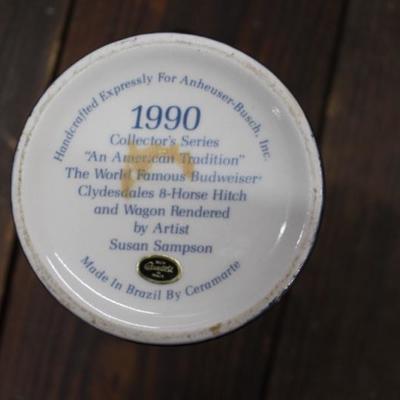 Handcrafted Expressly For Anheuser-Busch, Inc.
1990
Collector's Series
"An American Tradition"
The World Famous Budweiser®
Clydesdales 8-Horse Hitch
and Wagon Rendered
by Artist
Susan Sampson
Made In Brazil By Ceramarte